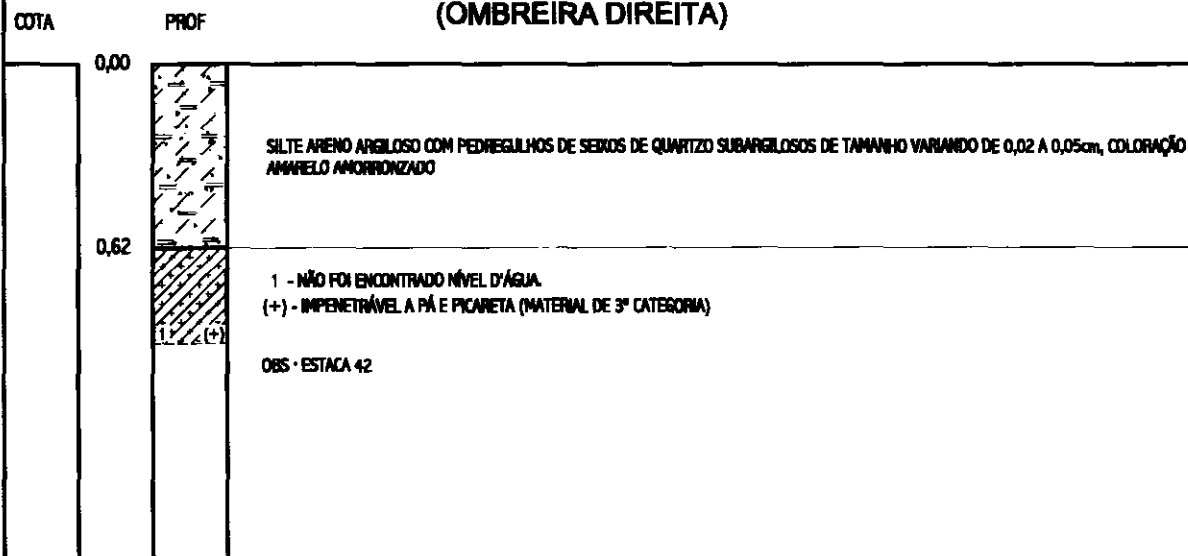 (OMBREIRA DIREITA)
COTA PROF
0,00
SILTE ARENO ARGILOSO COM PEDREGULHOS DE SEIXOS DE QUARTZO SUBARGILOSOS DE TAMANHO VARIANDO DE 0,02 A 0,05cm, COLORAÇÃO
AMARELO AMORRONZADO
0,62
1 - NÃO FOI ENCONTRADO NÍVEL D'ÁGUA.
(+) - IMPENETRÁVEL A PÁ E PICARETA (MATERIAL DE 3ª CATEGORIA)
1 (+)
OBS · ESTACA 42